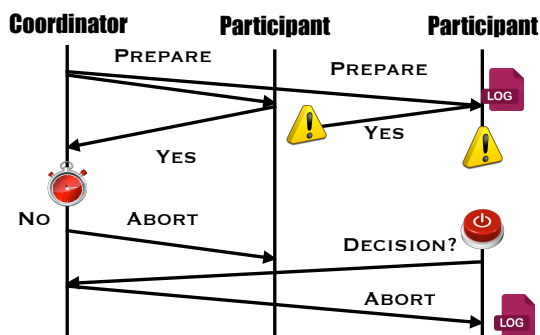 Coordinator Participant Participant
PREPARE
PREPARE
LOG
YES
YES
NO ABORT
DECISION?
ABORT
LOG